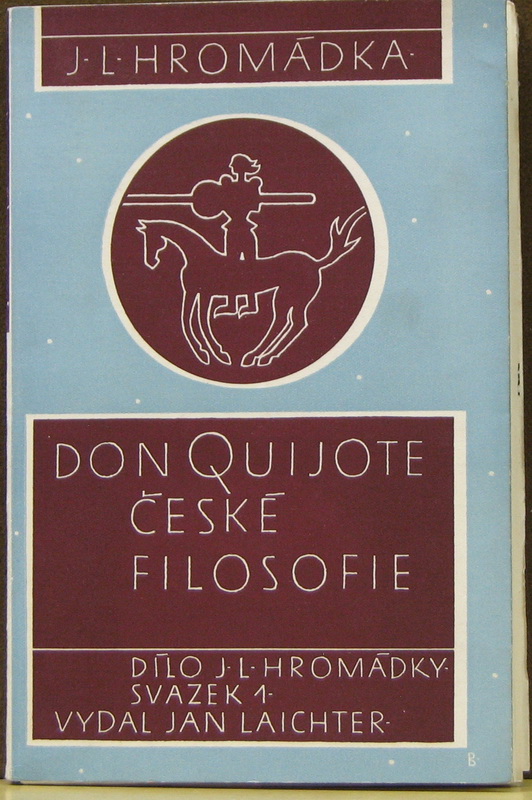 J·L·HROMÁDKA·
DON QUIJOTE
ČESKÉ
FILOSOFIE
DÍLO J·L·HROMÁDKY·
SVAZEK 1·
VYDAL JAN LAICHTER·
B·